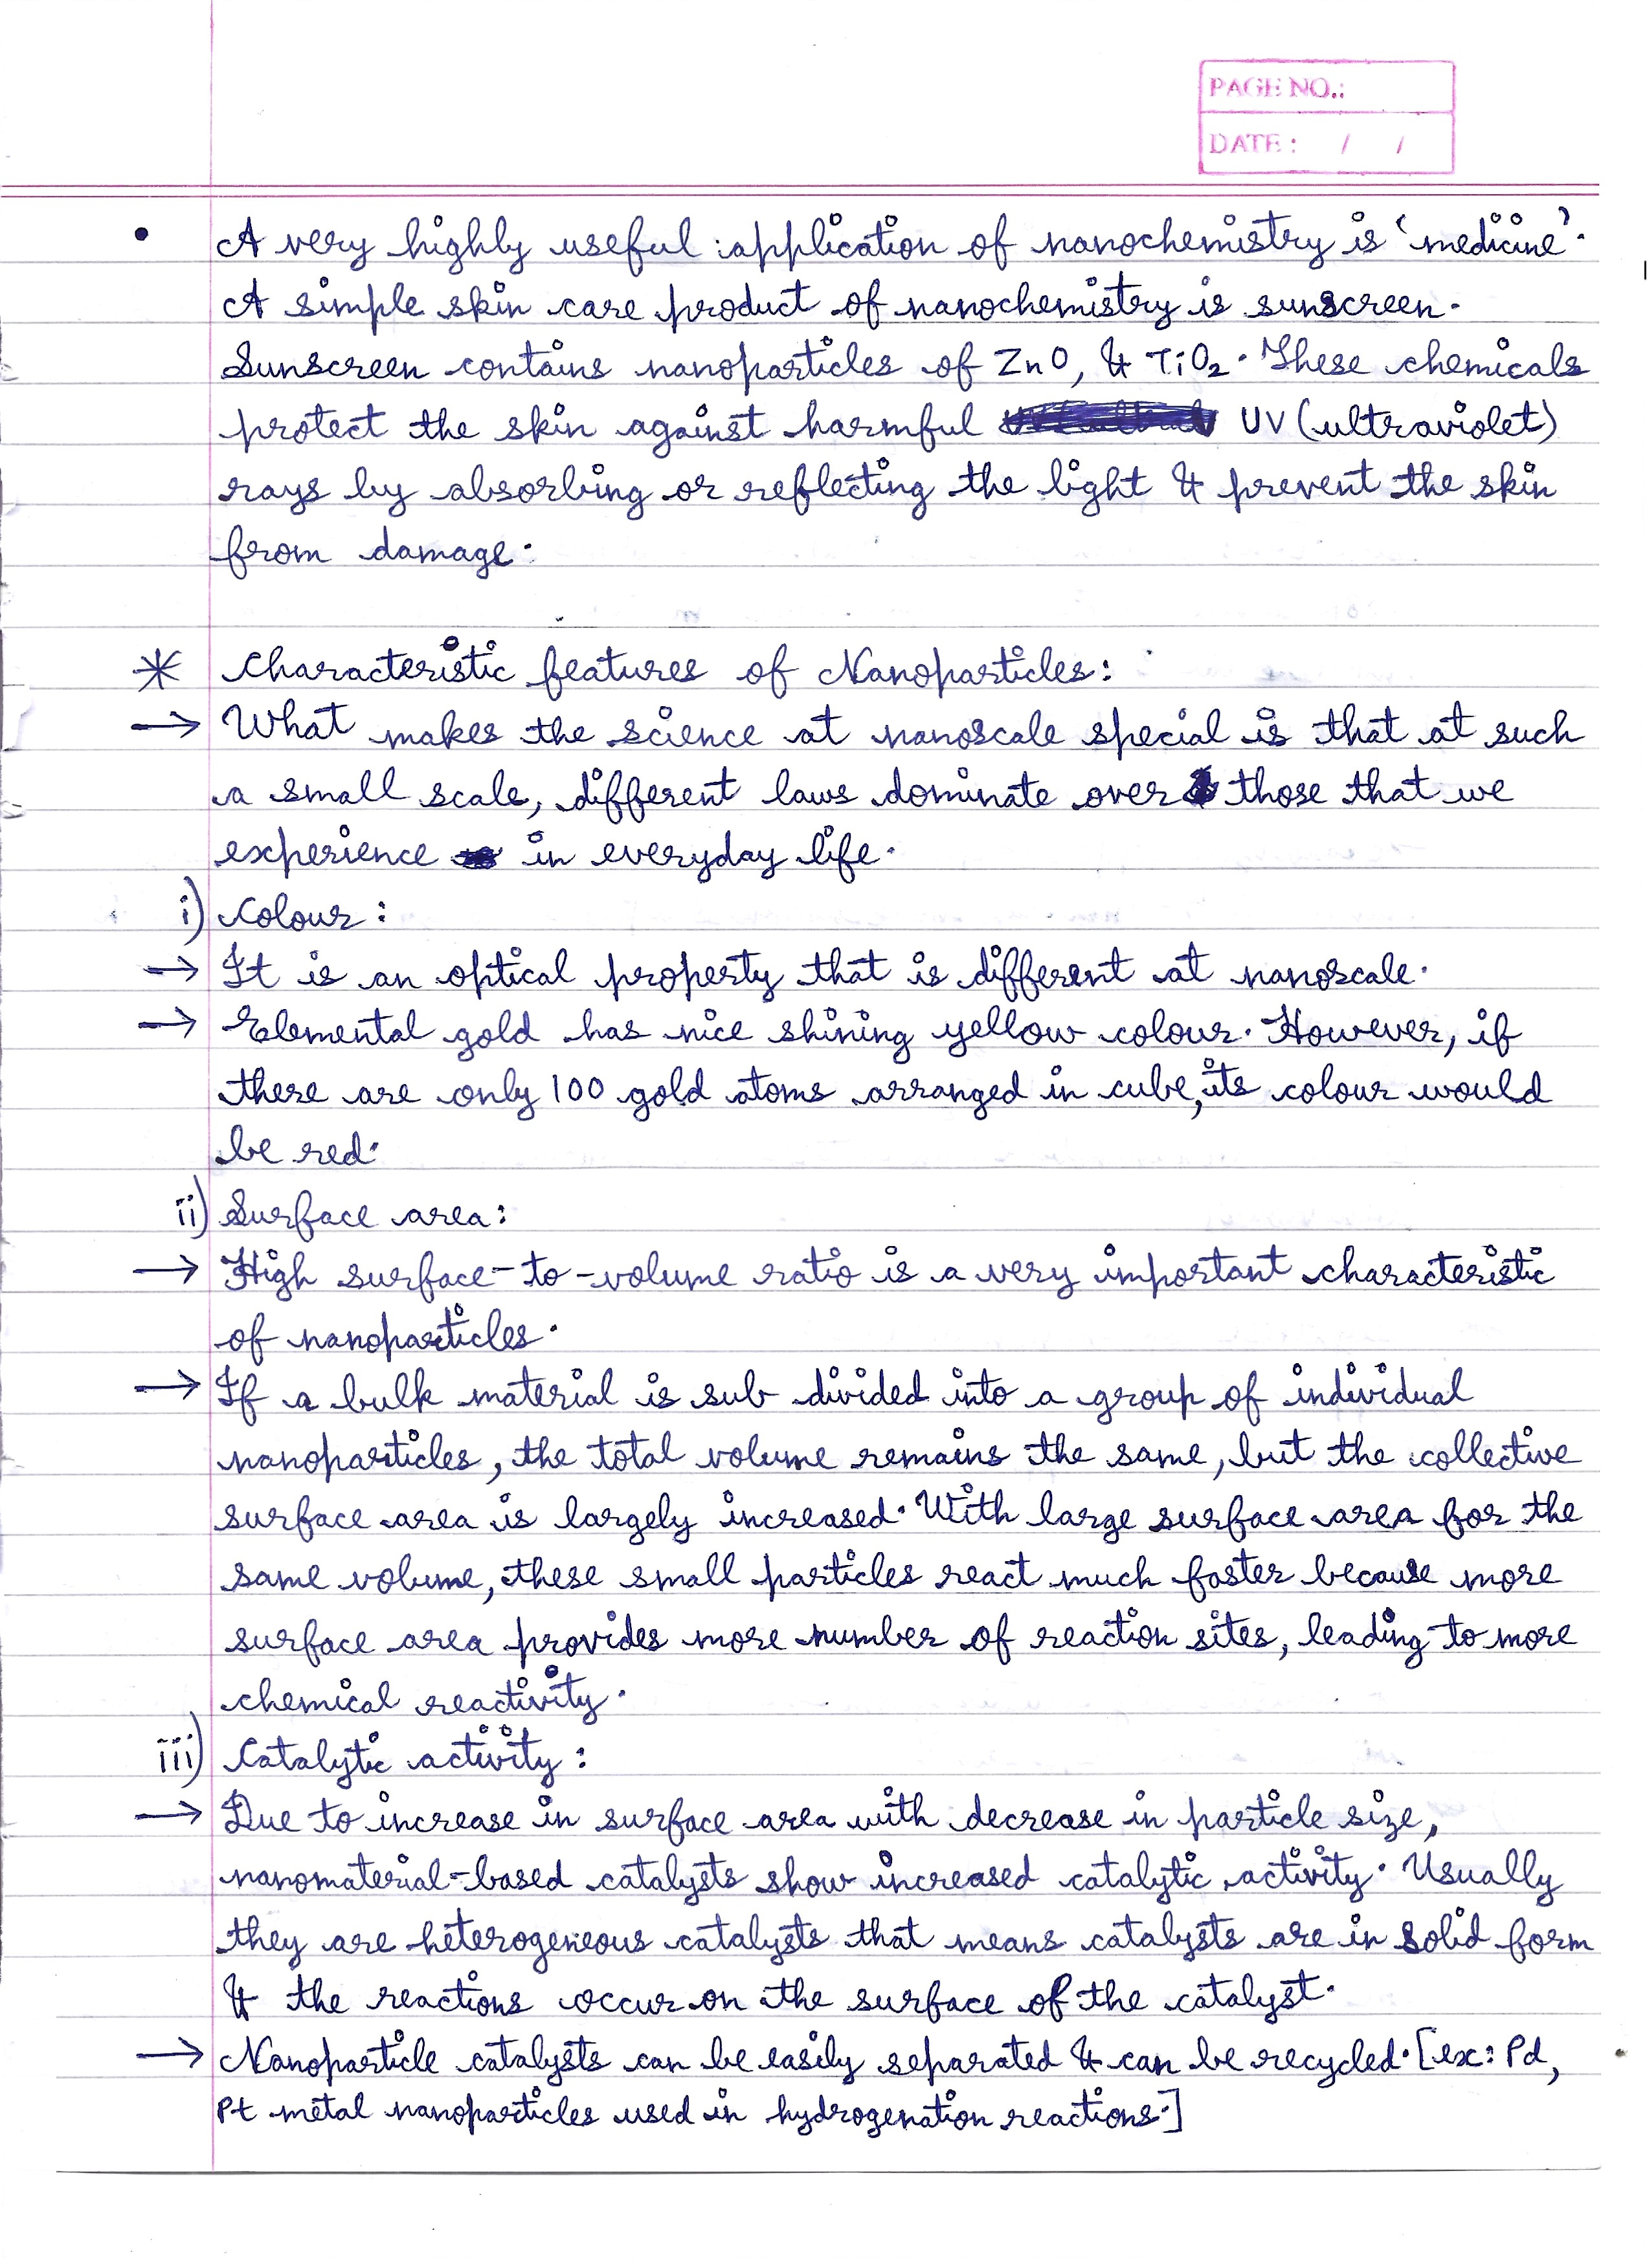 PAGE NO.:
DATE : / /
• A very highly useful application of nanochemistry is 'medicine'.
A simple skin care product of nanochemistry is sunscreen.
Sunscreen contains nanoparticles of ZnO, & TiO₂. These chemicals
protect the skin against harmful UV (ultraviolet)
rays by absorbing or reflecting the light & prevent the skin
from damage.
* Characteristic features of Nanoparticles:
→ What makes the science at nanoscale special is that at such
a small scale, different laws dominate over those that we
experience in everyday life.
i) Colour:
→ It is an optical property that is different at nanoscale.
→ Elemental gold has nice shining yellow colour. However, if
there are only 100 gold atoms arranged in cube, its colour would
be red.
ii) Surface area:
→ High surface-to-volume ratio is a very important characteristic
of nanoparticles.
→ If a bulk material is sub divided into a group of individual
nanoparticles, the total volume remains the same, but the collective
surface area is largely increased. With large surface area for the
same volume, these small particles react much faster because more
surface area provides more number of reaction sites, leading to more
chemical reactivity.
iii) Catalytic activity:
→ Due to increase in surface area with decrease in particle size,
nanomaterial-based catalysts show increased catalytic activity. Usually
they are heterogeneous catalysts that means catalysts are in solid form
& the reactions occur on the surface of the catalyst.
→ Nanoparticle catalysts can be easily separated & can be recycled. [ex: Pd,
Pt metal nanoparticles used in hydrogenation reactions.]